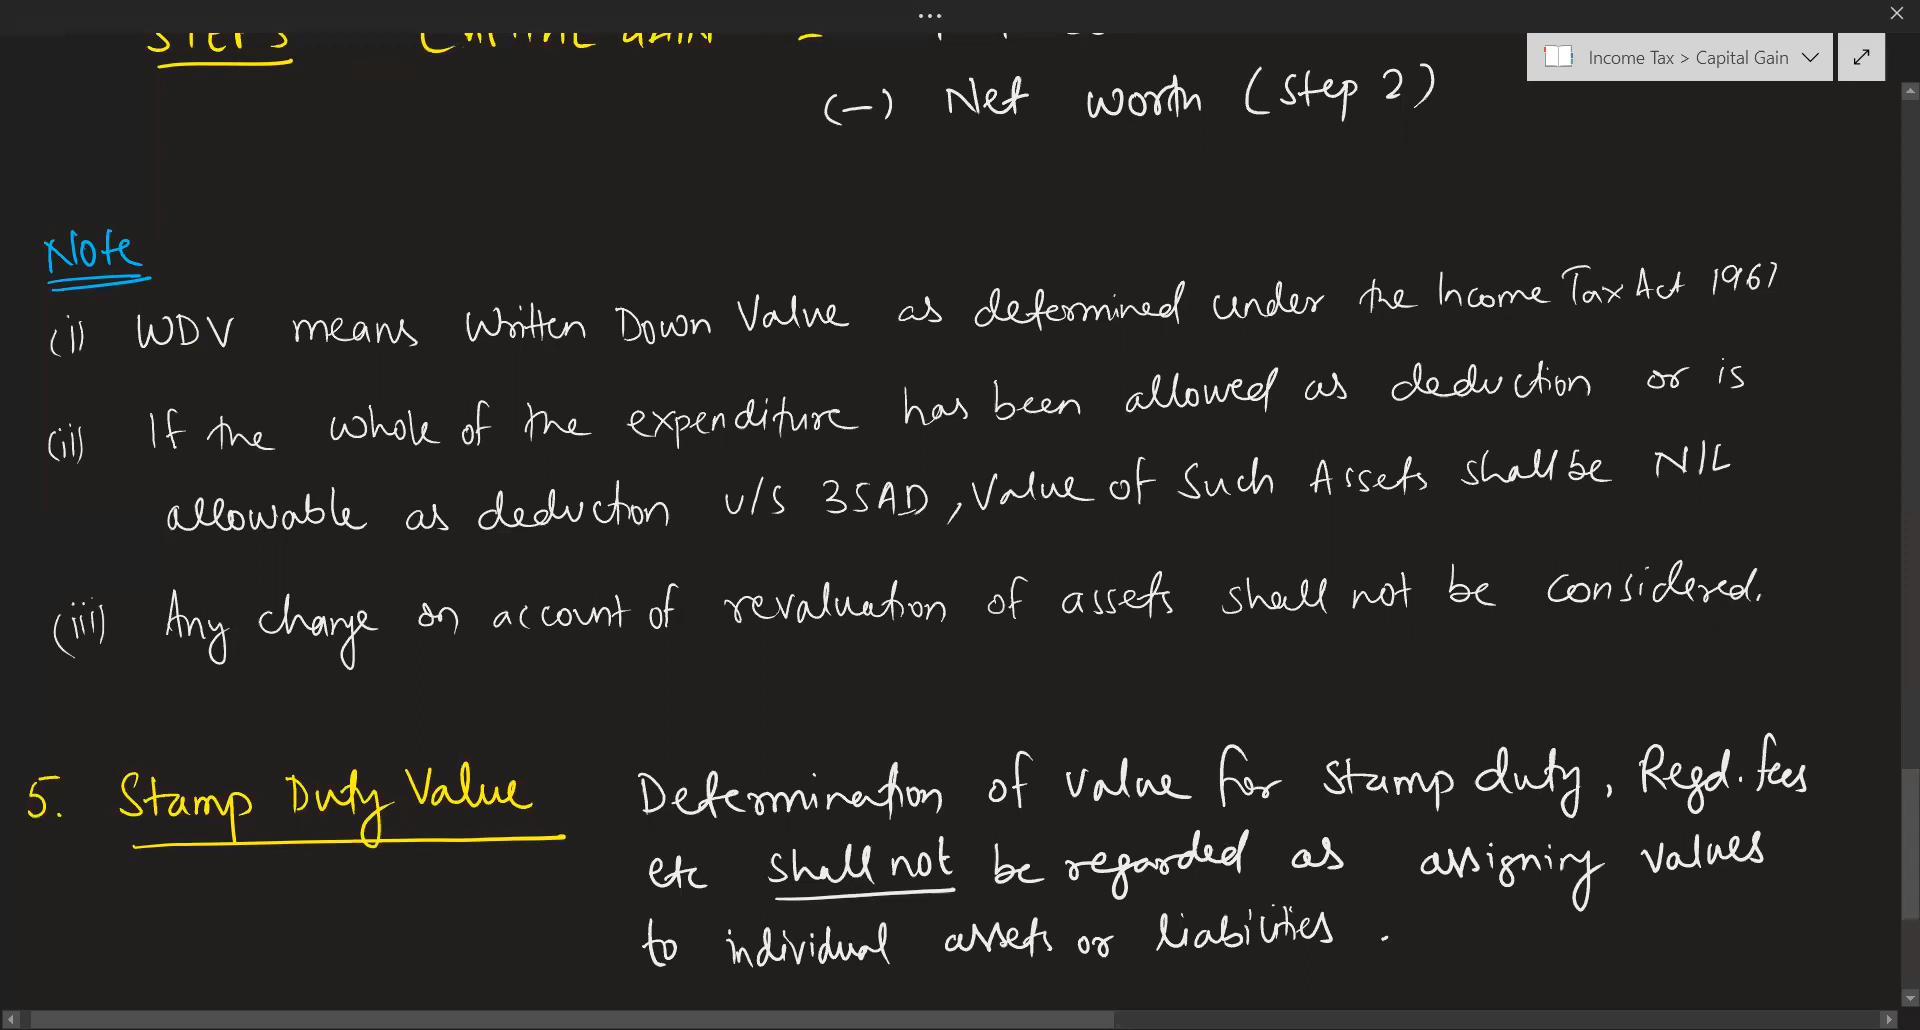 Income Tax > Capital Gain
(-) Net worth (Step 2)
Note
(i) WDV means Written Down Value as determined under the Income Tax Act 1961
(ii) If the whole of the expenditure has been allowed as deduction or is
allowable as deduction u/s 35AD, Value of Such Assets shall be NIL
(iii) Any change on account of revaluation of assets shall not be considered.
5. Stamp Duty Value Determination of value for stamp duty, Regd. fees
etc shall not be regarded as assigning values
to individual assets or liabilities.